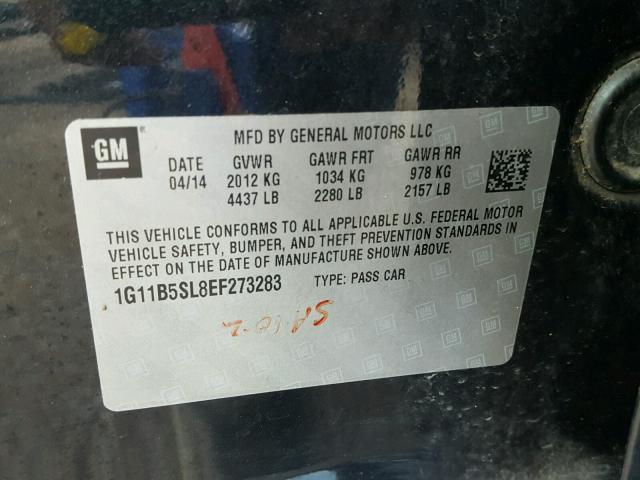 GM
MFD BY GENERAL MOTORS LLC
DATE GVWR GAWR FRT GAWR RR
04/14 2012 KG 1034 KG 978 KG
4437 LB 2280 LB 2157 LB
THIS VEHICLE CONFORMS TO ALL APPLICABLE U.S. FEDERAL MOTOR
VEHICLE SAFETY, BUMPER, AND THEFT PREVENTION STANDARDS IN
EFFECT ON THE DATE OF MANUFACTURE SHOWN ABOVE.
1G11B5SL8EF273283 TYPE: PASS CAR